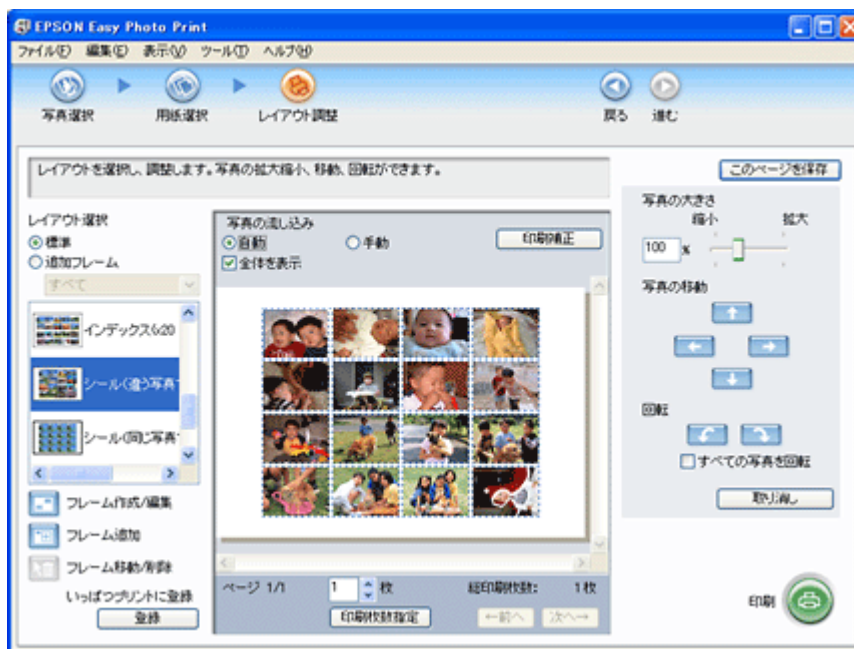 EPSON Easy Photo Print
ファイル(F) 編集(E) 表示(V) ツール(T) ヘルプ(H)
写真選択 用紙選択 レイアウト調整 戻る 進む
レイアウトを選択し、調整します。写真の拡大縮小、移動、回転ができます。
このページを保存
レイアウト選択
標準
追加フレーム
すべて
インデックス6x20
シール(違う写真
シール(同じ写真
フレーム作成/編集
フレーム追加
フレーム移動/削除
いっぱつプリントに登録
登録
写真の流し込み
自動 手動
印刷補正
全体を表示
ページ 1/1 1 枚 総印刷枚数: 1 枚
印刷枚数指定 ←前へ 次へ→
写真の大きさ
縮小 拡大
100 %
写真の移動
回転
すべての写真を回転
取り消し
印刷